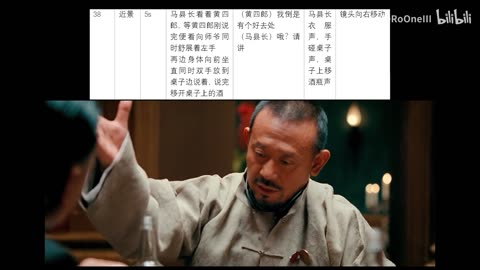 38
近景
5s
马县长看着黄四
郎，等黄四郎刚说
完便看向师爷同
时舒展着左手
再边身体向前坐
直同时双手放到
桌子边说着，说完
移开桌子上的酒
（黄四郎）我倒是
有个好去处
（马县长）哦？请
讲
马县长
衣服
声，手
碰桌子
声，桌
子上移
酒瓶声
镜头向右移动
RoOneIII
bilibili